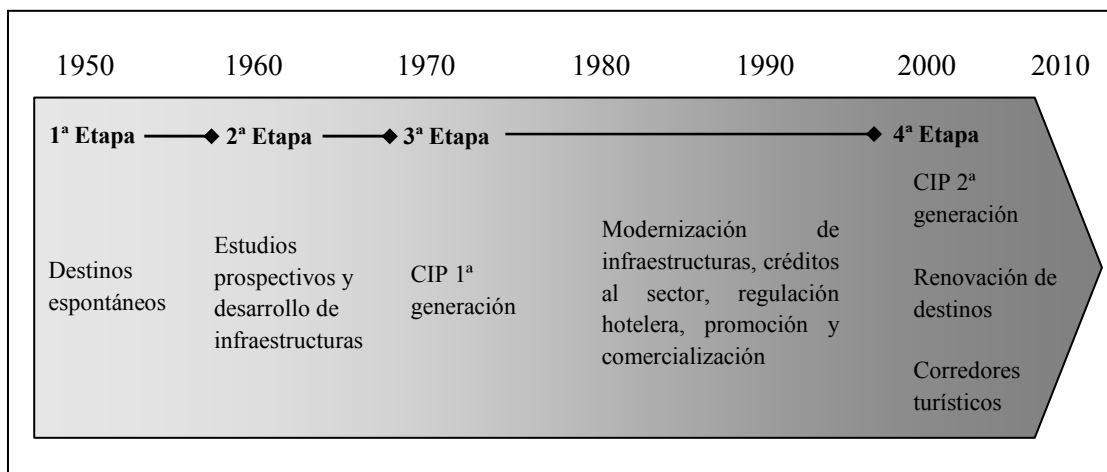 1950 1960 1970 1980 1990 2000 2010
1ª Etapa 2ª Etapa 3ª Etapa 4ª Etapa
Destinos
espontáneos
Estudios
prospectivos y
desarrollo de
infraestructuras
CIP 1ª
generación
Modernización de
infraestructuras, créditos
al sector, regulación
hotelera, promoción y
comercialización
CIP 2ª
generación
Renovación de
destinos
Corredores
turísticos